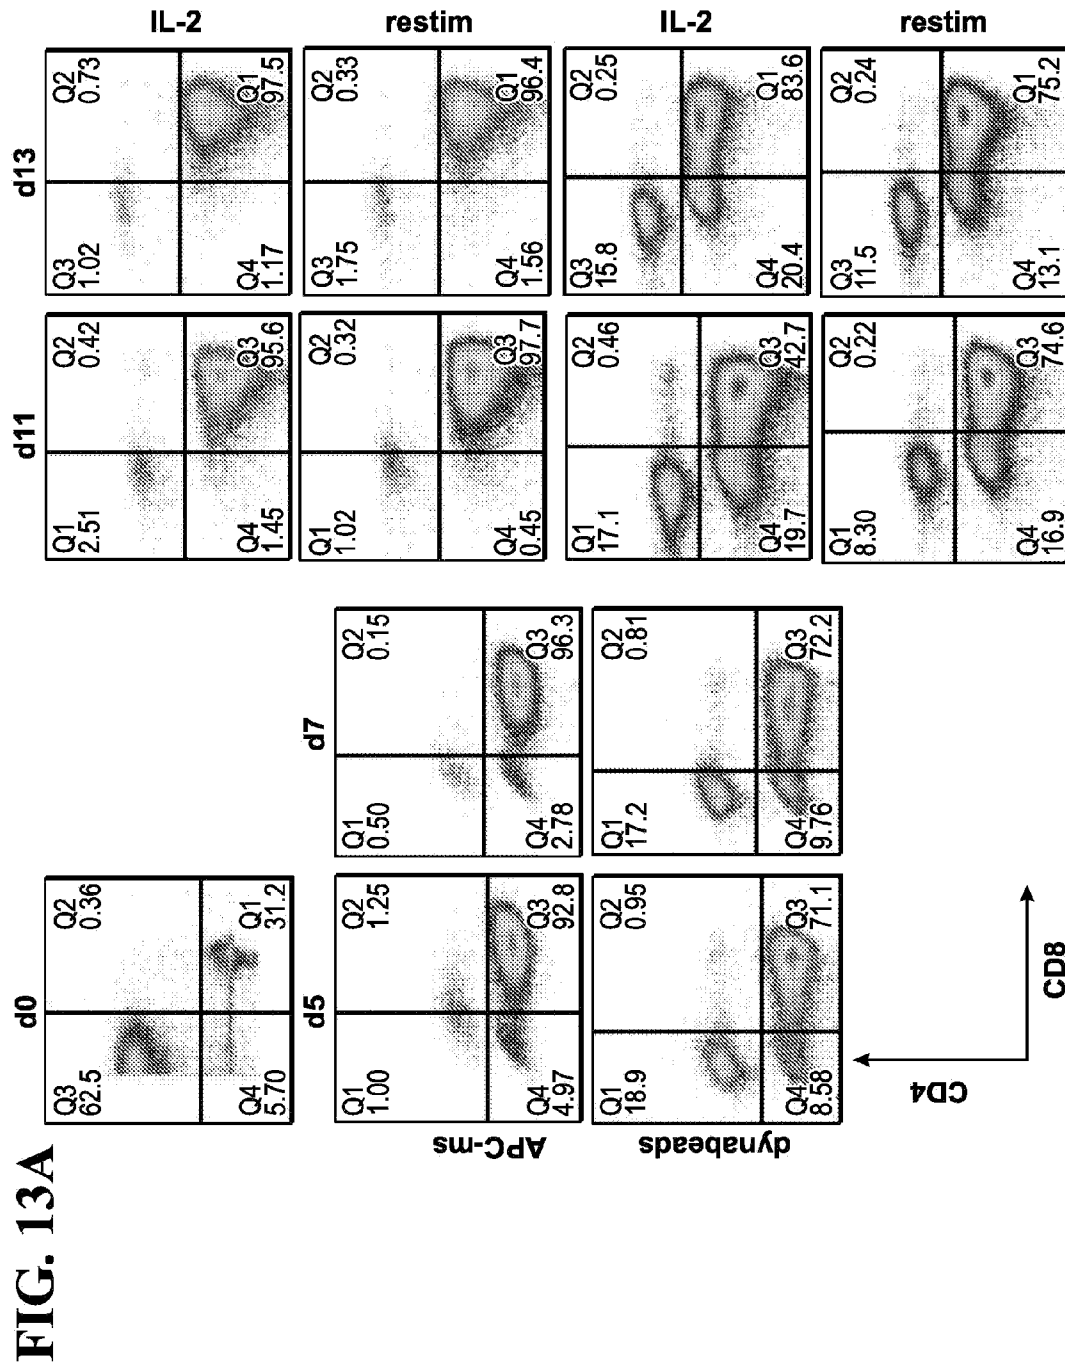 FIG. 13A
d0
Q3
62.5
Q2
0.36
Q4
5.70
Q1
31.2
d5
d7
d11
d13
APC-ms
Q1
1.00
Q2
1.25
Q4
4.97
Q3
92.8
Q1
0.50
Q2
0.15
Q4
2.78
Q3
96.3
Q1
2.51
Q2
0.42
Q4
1.45
Q3
95.6
Q3
1.02
Q2
0.73
Q4
1.17
Q1
97.5
IL-2
Q1
1.02
Q2
0.32
Q4
0.45
Q3
97.7
Q3
1.75
Q2
0.33
Q4
1.56
Q1
96.4
restim
dynabeads
Q1
18.9
Q2
0.95
Q4
8.58
Q3
71.1
Q1
17.2
Q2
0.81
Q4
9.76
Q3
72.2
Q1
17.1
Q2
0.46
Q4
19.7
Q3
42.7
Q3
15.8
Q2
0.25
Q4
20.4
Q1
83.6
IL-2
Q1
8.30
Q2
0.22
Q4
16.9
Q3
74.6
Q3
11.5
Q2
0.24
Q4
13.1
Q1
75.2
restim
CD4
CD8